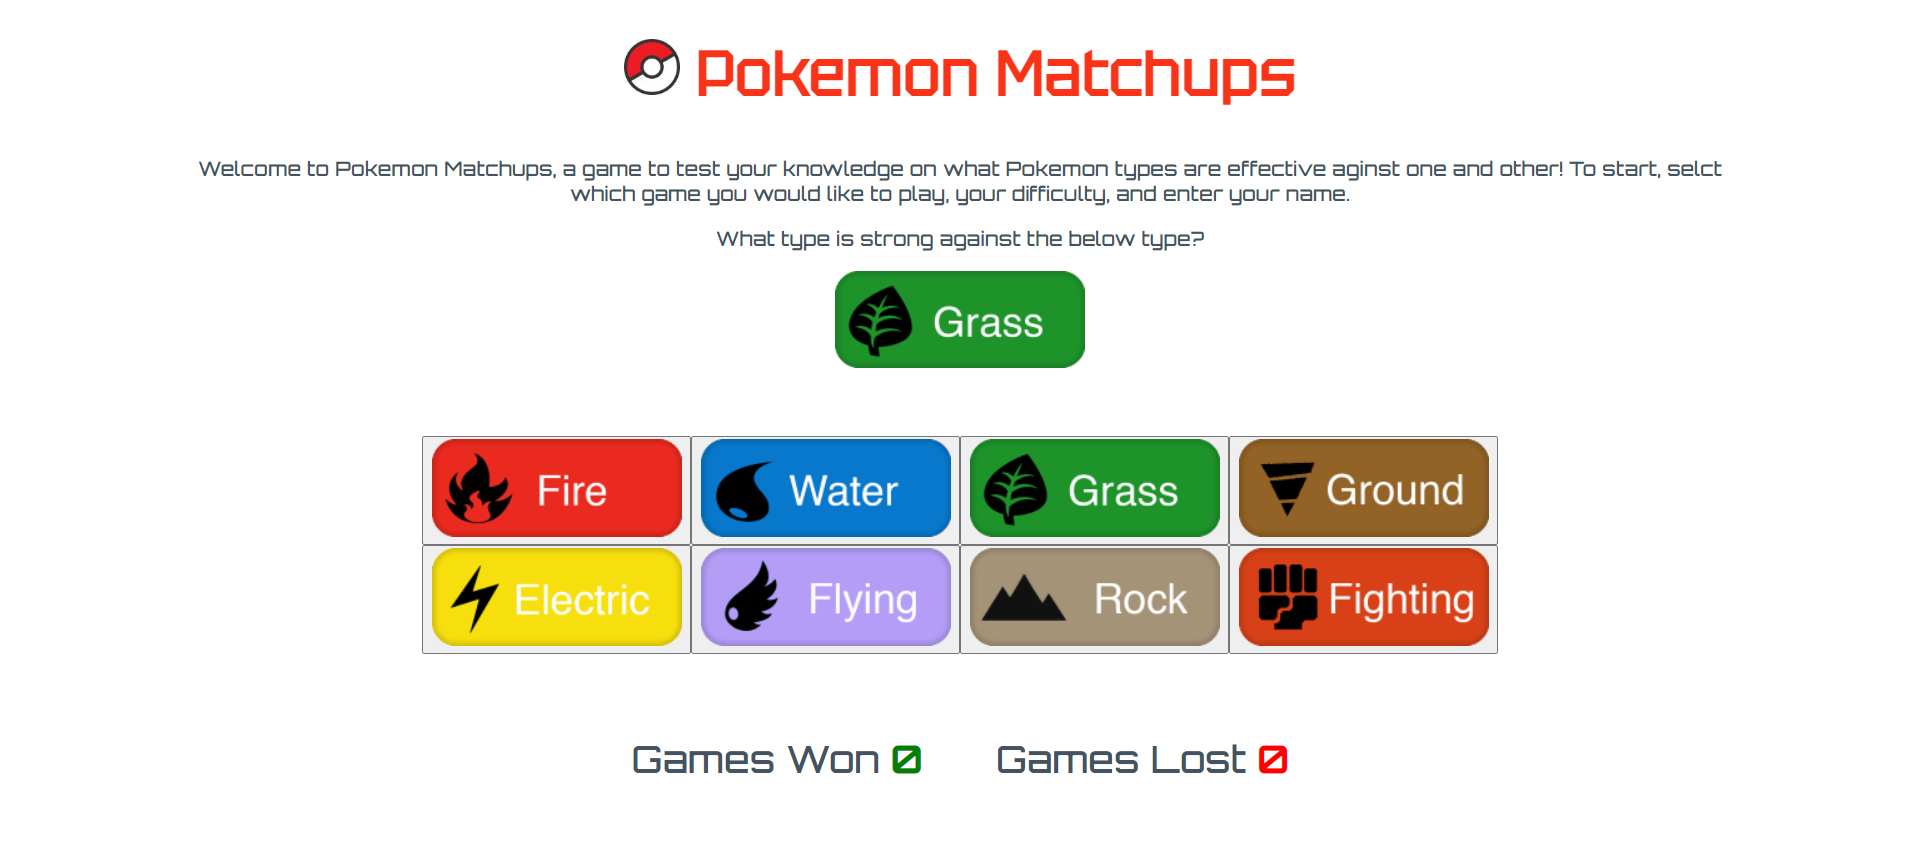 Pokemon Matchups
Welcome to Pokemon Matchups, a game to test your knowledge on what Pokemon types are effective aginst one and other! To start, selct
which game you would like to play, your difficulty, and enter your name.
What type is strong against the below type?
Grass
Fire Water Grass Ground
Electric Flying Rock Fighting
Games Won 0 Games Lost 0